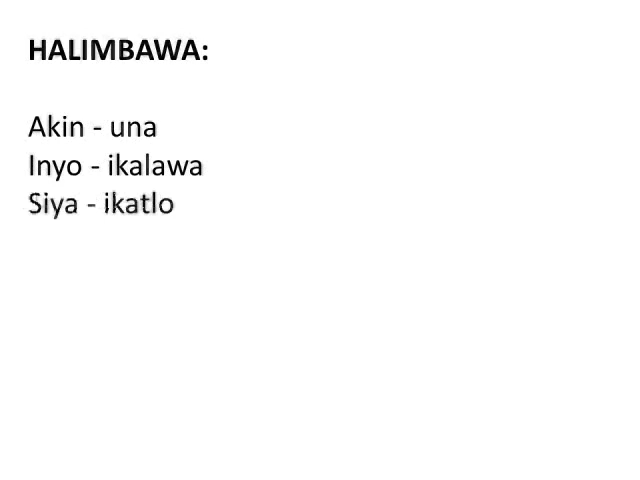 HALIMBAWA:
Akin - una
Inyo - ikalawa
Siya - ikatlo